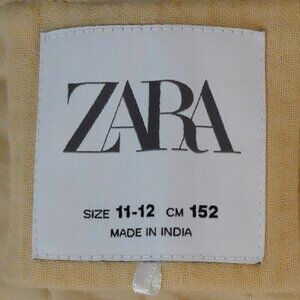 ZARA
SIZE 11-12 CM 152
MADE IN INDIA